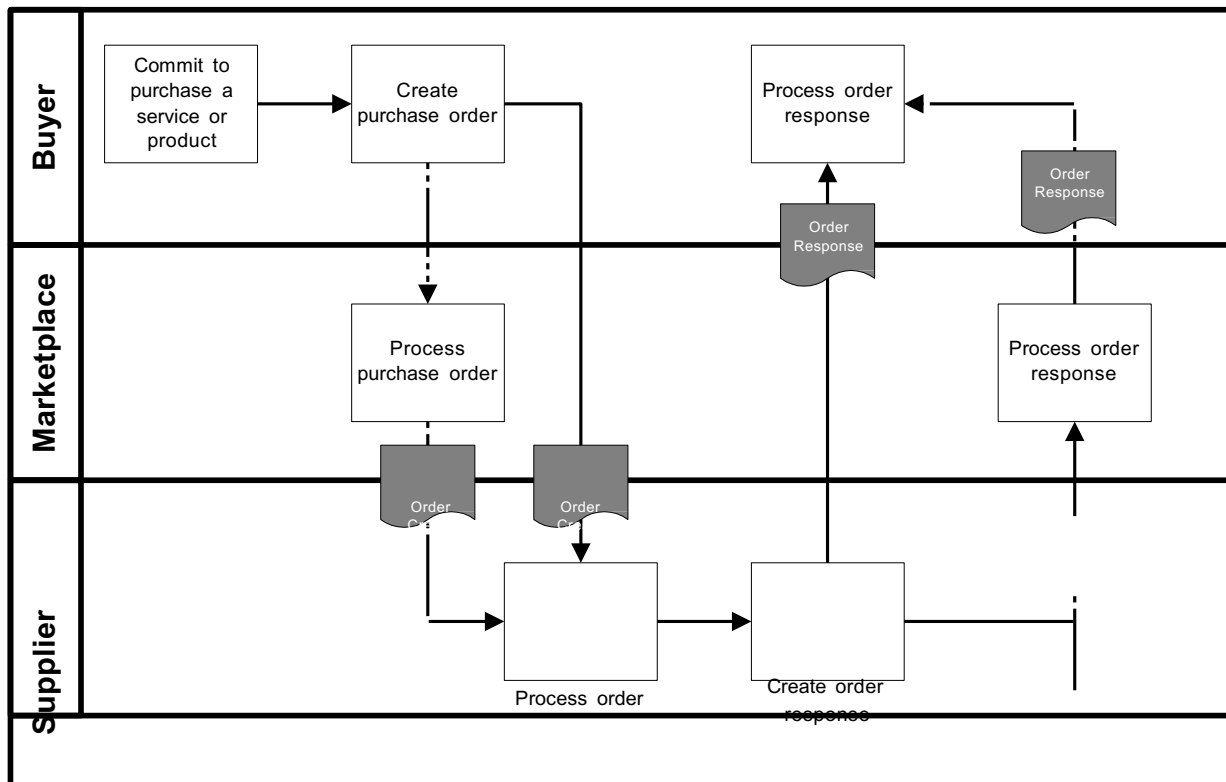 Buyer
Commit to
purchase a
service or
product
Create
purchase order
Process order
response
Order
Response
Order
Response
Marketplace
Process
purchase order
Process order
response
Order
Order
Supplier
Process order
Create order
response